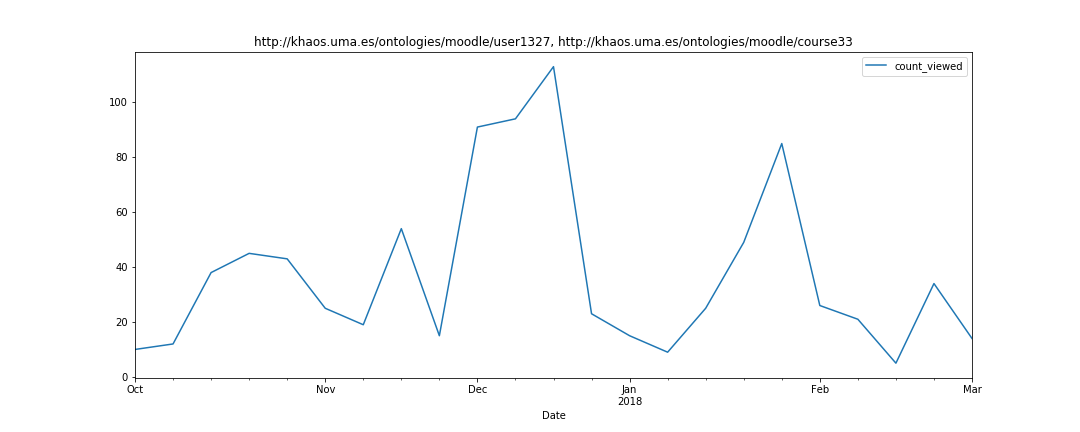 http://khaos.uma.es/ontologies/moodle/user1327, http://khaos.uma.es/ontologies/moodle/course33
count_viewed
100
80
60
40
20
0
Oct Nov Dec Jan Feb Mar
2018
Date